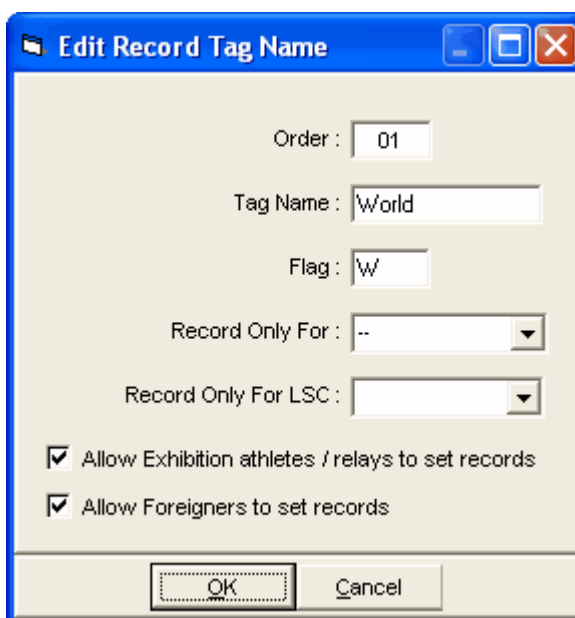 Edit Record Tag Name
Order : 01
Tag Name : World
Flag : W
Record Only For : --
Record Only For LSC :
Allow Exhibition athletes / relays to set records
Allow Foreigners to set records
OK Cancel